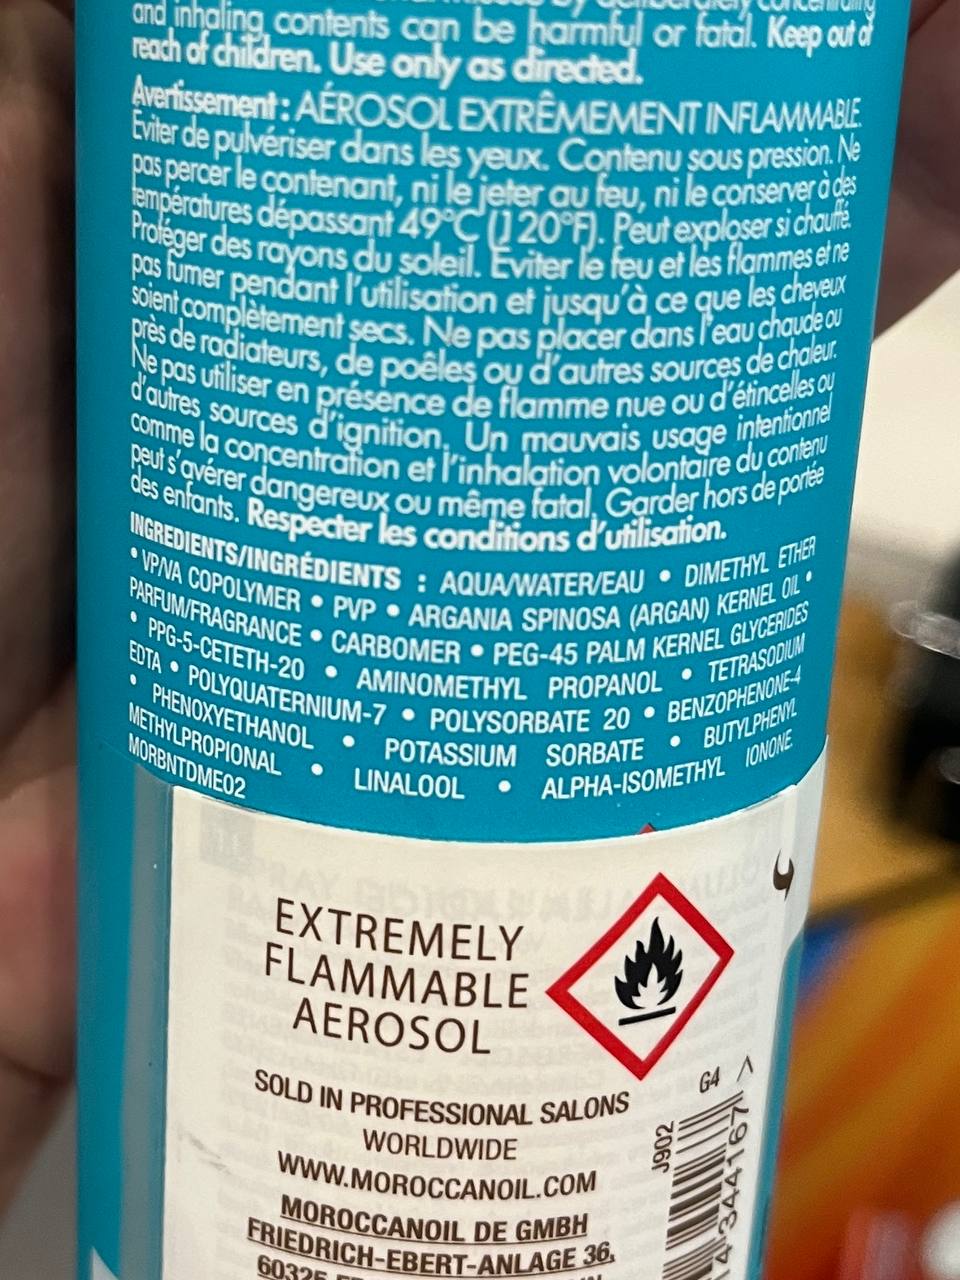 by deliberately concentrating
and inhaling contents can be harmful or fatal. Keep out of
reach of children. Use only as directed.
Avertissement : AÉROSOL EXTRÊMEMENT INFLAMMABLE.
Éviter de pulvériser dans les yeux. Contenu sous pression. Ne
pas percer le contenant, ni le jeter au feu, ni le conserver à des
températures dépassant 49°C (120°F). Peut exploser si chauffé.
Protéger des rayons du soleil. Éviter le feu et les flammes et ne
pas fumer pendant l'utilisation et jusqu'à ce que les cheveux
soient complètement secs. Ne pas placer dans l'eau chaude ou
près de radiateurs, de poêles ou d'autres sources de chaleur.
Ne pas utiliser en présence de flamme nue ou d'étincelles ou
d'autres sources d'ignition. Un mauvais usage intentionnel
comme la concentration et l'inhalation volontaire du contenu
peut s'avérer dangereux ou même fatal. Garder hors de portée
des enfants. Respecter les conditions d'utilisation.
INGREDIENTS/INGRÉDIENTS : AQUA/WATER/EAU • DIMETHYL ETHER
• VP/VA COPOLYMER • PVP • ARGANIA SPINOSA (ARGAN) KERNEL OIL •
PARFUM/FRAGRANCE • CARBOMER • PEG-45 PALM KERNEL GLYCERIDES
• PPG-5-CETETH-20 • AMINOMETHYL PROPANOL • TETRASODIUM
EDTA • POLYQUATERNIUM-7 • POLYSORBATE 20 • BENZOPHENONE-4
• PHENOXYETHANOL • POTASSIUM SORBATE • BUTYLPHENYL
METHYLPROPIONAL • LINALOOL • ALPHA-ISOMETHYL IONONE.
MORBNTDME02
EXTREMELY
FLAMMABLE
AEROSOL
SOLD IN PROFESSIONAL SALONS
WORLDWIDE
WWW.MOROCCANOIL.COM
MOROCCANOIL DE GMBH
FRIEDRICH-EBERT-ANLAGE 36,
60325
G4
J902
14344167 >